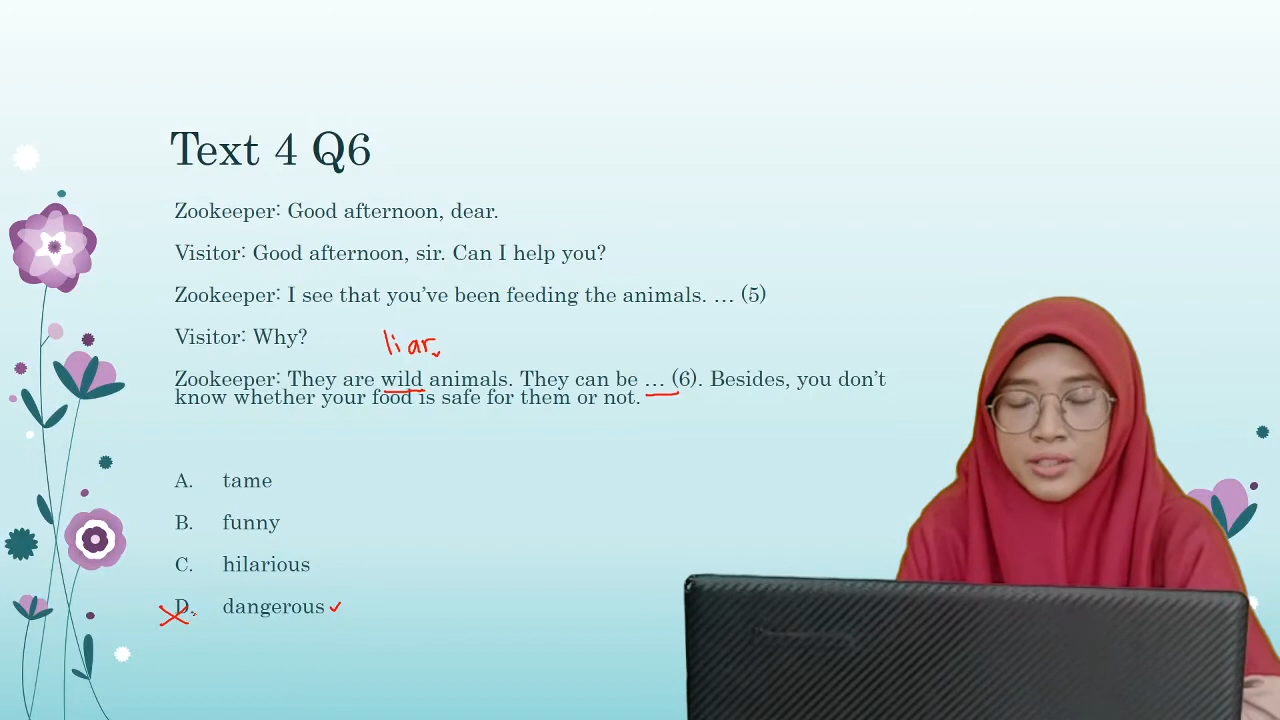 Text 4 Q6
Zookeeper: Good afternoon, dear.
Visitor: Good afternoon, sir. Can I help you?
Zookeeper: I see that you’ve been feeding the animals. … (5)
Visitor: Why?
liar
Zookeeper: They are wild animals. They can be … (6). Besides, you don’t
know whether your food is safe for them or not.
A. tame
B. funny
C. hilarious
D. dangerous